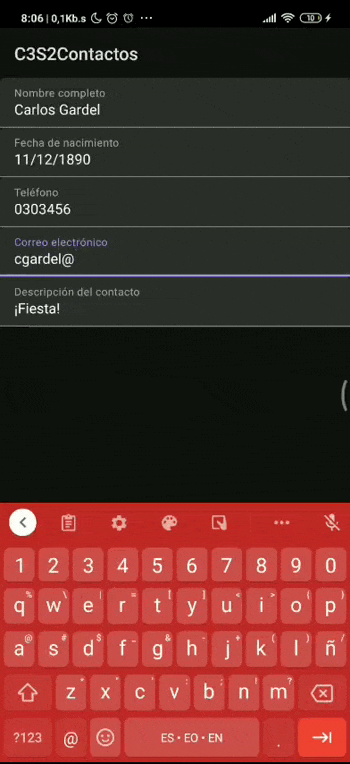 8:06 | 0,1Kb.s ... 10
C3S2Contactos
Nombre completo
Carlos Gardel
Fecha de nacimiento
11/12/1890
Teléfono
0303456
Correo electrónico
cgardel@
Descripción del contacto
¡Fiesta!
1 2 3 4 5 6 7 8 9 0
q% w\ e| r= t[ y] u< i> o{ p}
a@ s# d$ f- g& h- j+ k( l) ñ/
z* x" c' v: b; n! m?
?123 @ ES • EO • EN .